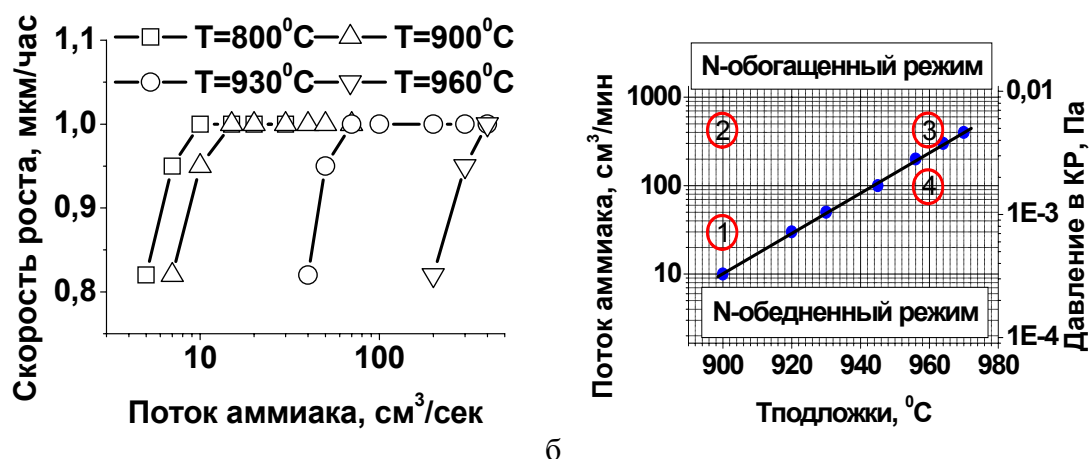 1,1
1,0
0,9
0,8
Скорость роста, мкм/час
T=800⁰C
T=900⁰C
T=930⁰C
T=960⁰C
10
100
Поток аммиака, см³/сек
N-обогащенный режим
1000
100
10
Поток аммиака, см³/мин
2
3
1
4
0,01
1E-3
1E-4
Давление в КР, Па
N-обедненный режим
900
920
940
960
980
Tподложки, ⁰C
б